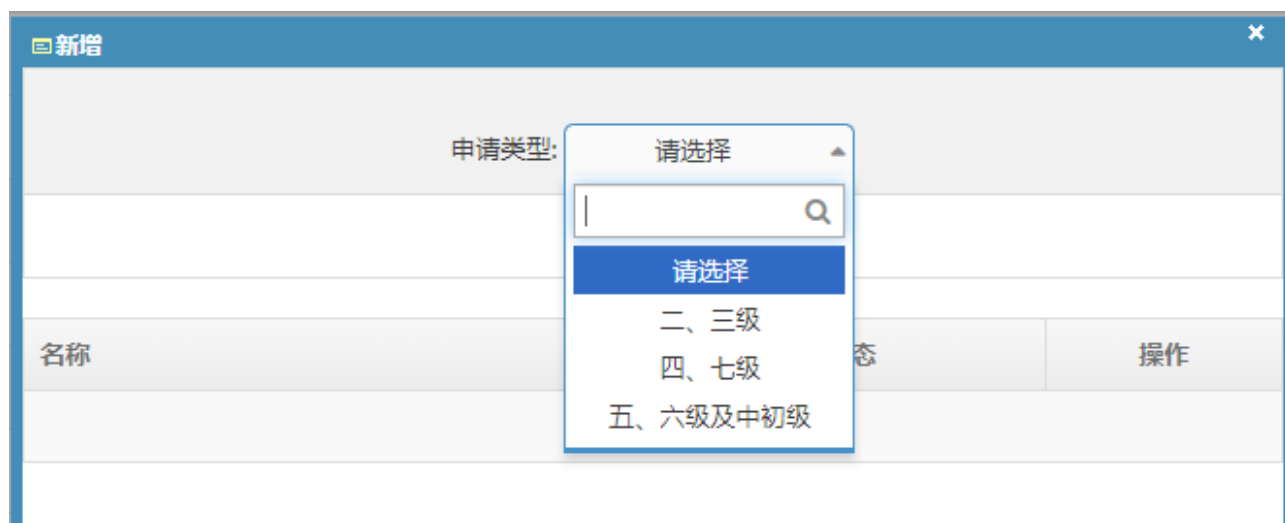 新增
申请类型: 请选择
请选择
二、三级
名称 态 操作
四、七级
五、六级及中初级